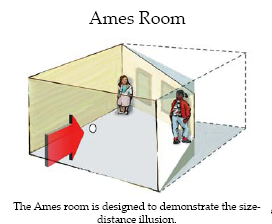 Ames Room
The Ames room is designed to demonstrate the size-
distance illusion.